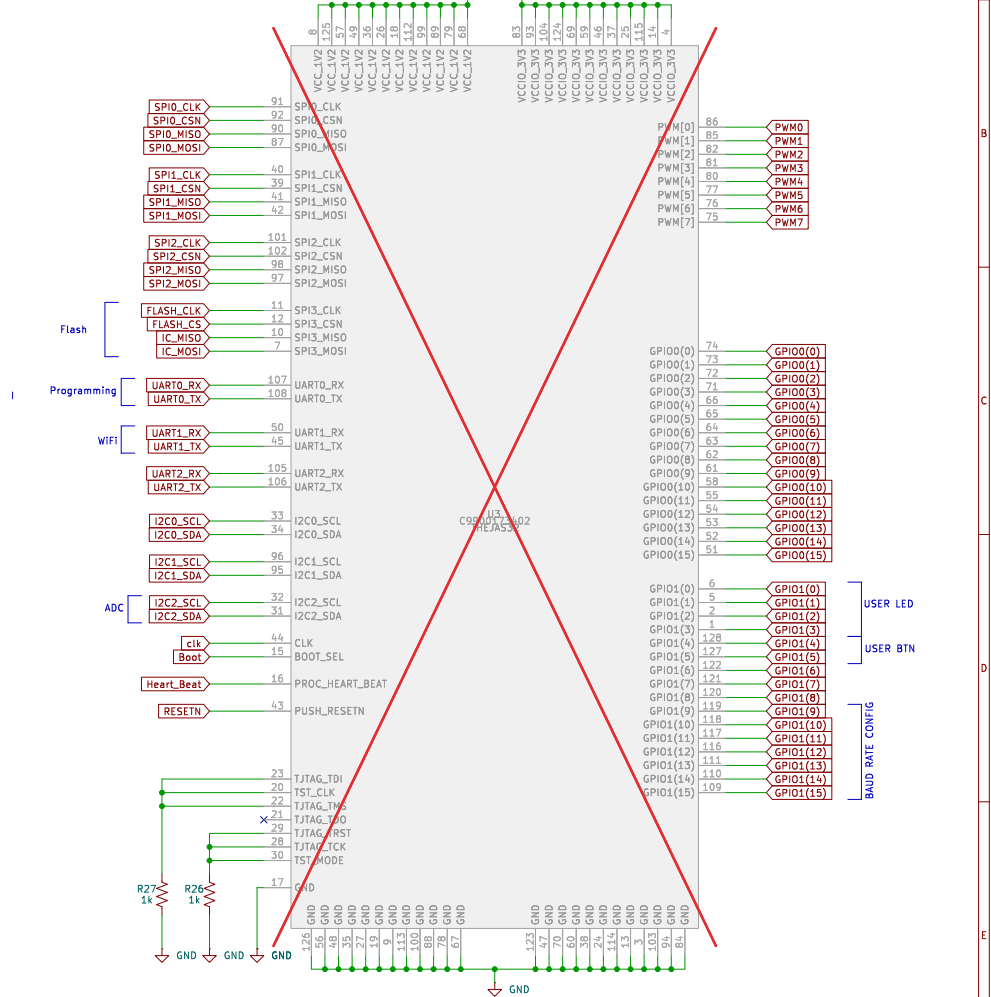 8 125 57 49 36 26 18 112 99 89 79 68
83 93 104 124 69 59 46 37 25 115 14 4
VCC_1V2 VCC_1V2 VCC_1V2 VCC_1V2 VCC_1V2 VCC_1V2 VCC_1V2 VCC_1V2 VCC_1V2 VCC_1V2 VCC_1V2 VCC_1V2
VCCIO_3V3 VCCIO_3V3 VCCIO_3V3 VCCIO_3V3 VCCIO_3V3 VCCIO_3V3 VCCIO_3V3 VCCIO_3V3 VCCIO_3V3 VCCIO_3V3 VCCIO_3V3 VCCIO_3V3
SPI0_CLK 91 SPI0_CLK
SPI0_CSN 92 SPI0_CSN
SPI0_MISO 90 SPI0_MISO
SPI0_MOSI 87 SPI0_MOSI
SPI1_CLK 40 SPI1_CLK
SPI1_CSN 39 SPI1_CSN
SPI1_MISO 41 SPI1_MISO
SPI1_MOSI 42 SPI1_MOSI
SPI2_CLK 101 SPI2_CLK
SPI2_CSN 102 SPI2_CSN
SPI2_MISO 98 SPI2_MISO
SPI2_MOSI 97 SPI2_MOSI
Flash
FLASH_CLK 11 SPI3_CLK
FLASH_CS 12 SPI3_CSN
IC_MISO 10 SPI3_MISO
IC_MOSI 7 SPI3_MOSI
Programming
UART0_RX 107 UART0_RX
UART0_TX 108 UART0_TX
WiFi
UART1_RX 50 UART1_RX
UART1_TX 45 UART1_TX
UART2_RX 105 UART2_RX
UART2_TX 106 UART2_TX
I2C0_SCL 33 I2C0_SCL
I2C0_SDA 34 I2C0_SDA
I2C1_SCL 96 I2C1_SCL
I2C1_SDA 95 I2C1_SDA
ADC
I2C2_SCL 32 I2C2_SCL
I2C2_SDA 31 I2C2_SDA
clk 44 CLK
Boot 15 BOOT_SEL
Heart_Beat 16 PROC_HEART_BEAT
RESETN 43 PUSH_RESETN
23 TJTAG_TDI
20 TST_CLK
22 TJTAG_TMS
21 TJTAG_TDO
29 TJTAG_TRST
28 TJTAG_TCK
30 TST_MODE
17 GND
R27
1k
R26
1k
GND
GND
GND
U3
PWM[0] 86 PWM0
PWM[1] 85 PWM1
PWM[2] 82 PWM2
PWM[3] 81 PWM3
PWM[4] 80 PWM4
PWM[5] 77 PWM5
PWM[6] 76 PWM6
PWM[7] 75 PWM7
GPIO0(0) 74 GPIO0(0)
GPIO0(1) 73 GPIO0(1)
GPIO0(2) 72 GPIO0(2)
GPIO0(3) 71 GPIO0(3)
GPIO0(4) 66 GPIO0(4)
GPIO0(5) 65 GPIO0(5)
GPIO0(6) 64 GPIO0(6)
GPIO0(7) 63 GPIO0(7)
GPIO0(8) 62 GPIO0(8)
GPIO0(9) 61 GPIO0(9)
GPIO0(10) 58 GPIO0(10)
GPIO0(11) 55 GPIO0(11)
GPIO0(12) 54 GPIO0(12)
GPIO0(13) 53 GPIO0(13)
GPIO0(14) 52 GPIO0(14)
GPIO0(15) 51 GPIO0(15)
GPIO1(0) 6 GPIO1(0)
GPIO1(1) 5 GPIO1(1)
GPIO1(2) 2 GPIO1(2)
GPIO1(3) 1 GPIO1(3)
GPIO1(4) 128 GPIO1(4)
GPIO1(5) 127 GPIO1(5)
GPIO1(6) 122 GPIO1(6)
GPIO1(7) 121 GPIO1(7)
GPIO1(8) 120 GPIO1(8)
GPIO1(9) 119 GPIO1(9)
GPIO1(10) 118 GPIO1(10)
GPIO1(11) 117 GPIO1(11)
GPIO1(12) 116 GPIO1(12)
GPIO1(13) 111 GPIO1(13)
GPIO1(14) 110 GPIO1(14)
GPIO1(15) 109 GPIO1(15)
USER LED
USER BTN
BAUD RATE CONFIG
GND GND GND GND GND GND GND GND GND GND GND GND
GND GND GND GND GND GND GND GND GND GND GND GND
126 56 48 35 27 19 9 113 100 88 78 67
123 47 70 60 38 24 114 13 3 103 94 84
GND
B
C
D
E